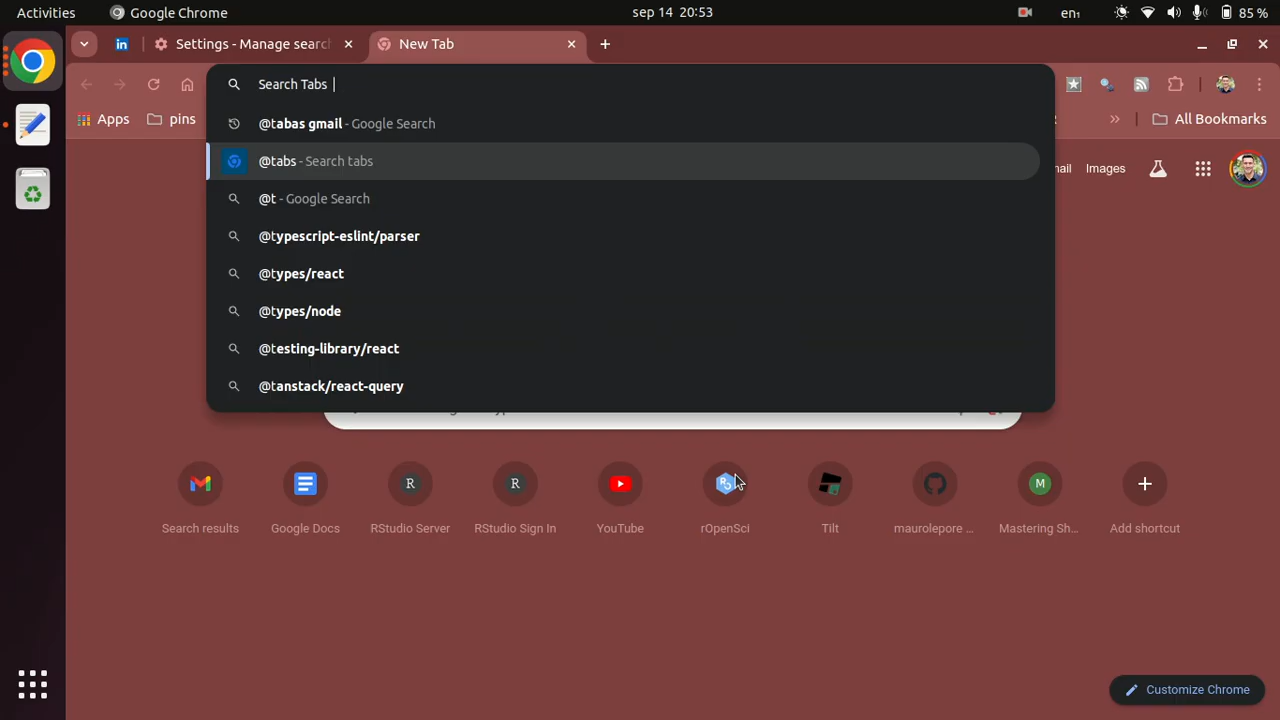 Activities Google Chrome sep 14 20:53 en₁ 85 %
Settings - Manage searc New Tab
Search Tabs
Apps pins All Bookmarks
@tabas gmail - Google Search
@tabs - Search tabs
Images
@t - Google Search
@typescript-eslint/parser
@types/react
@types/node
@testing-library/react
@tanstack/react-query
Search results Google Docs RStudio Server RStudio Sign In YouTube rOpenSci Tilt maurolepore ... Mastering Sh... Add shortcut
Customize Chrome